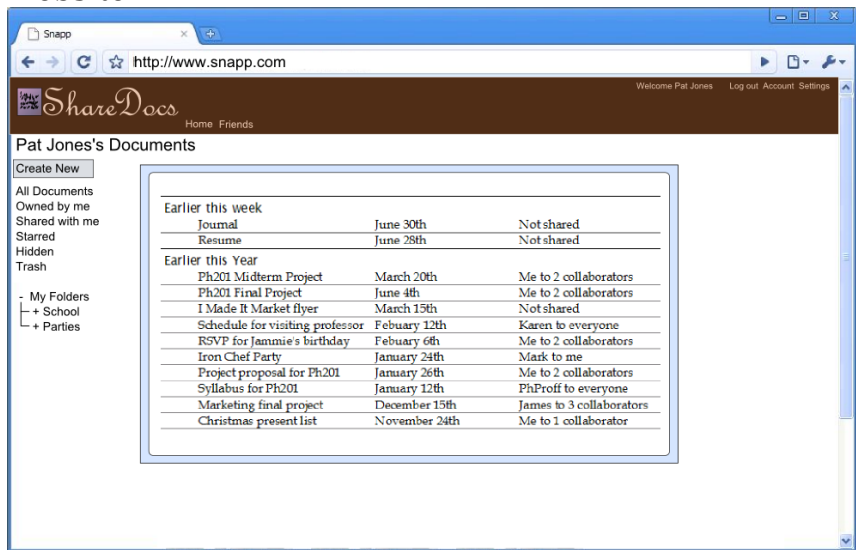 Snapp
http://www.snapp.com
ShareDocs
Home Friends
Welcome Pat Jones Log out Account Settings
Pat Jones's Documents
Create New
All Documents
Owned by me
Shared with me
Starred
Hidden
Trash
- My Folders
+ School
+ Parties
Earlier this week
Journal June 30th Not shared
Resume June 28th Not shared
Earlier this Year
Ph201 Midterm Project March 20th Me to 2 collaborators
Ph201 Final Project June 4th Me to 2 collaborators
I Made It Market flyer March 15th Not shared
Schedule for visiting professor Febuary 12th Karen to everyone
RSVP for Jammie's birthday Febuary 6th Me to 2 collaborators
Iron Chef Party January 24th Mark to me
Project proposal for Ph201 January 26th Me to 2 collaborators
Syllabus for Ph201 January 12th PhProff to everyone
Marketing final project December 15th James to 3 collaborators
Christmas present list November 24th Me to 1 collaborator